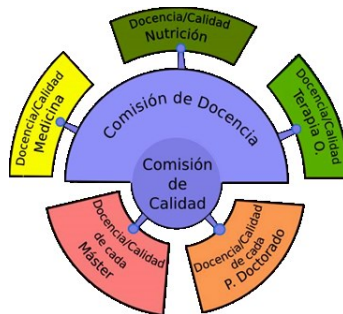 Docencia/Calidad
Nutrición
Docencia/Calidad
Medicina
Docencia/Calidad
Terapia O.
Comisión de Docencia
Comisión
de
Calidad
Docencia/Calidad
de cada
Máster
Docencia/Calidad
de cada
P. Doctorado